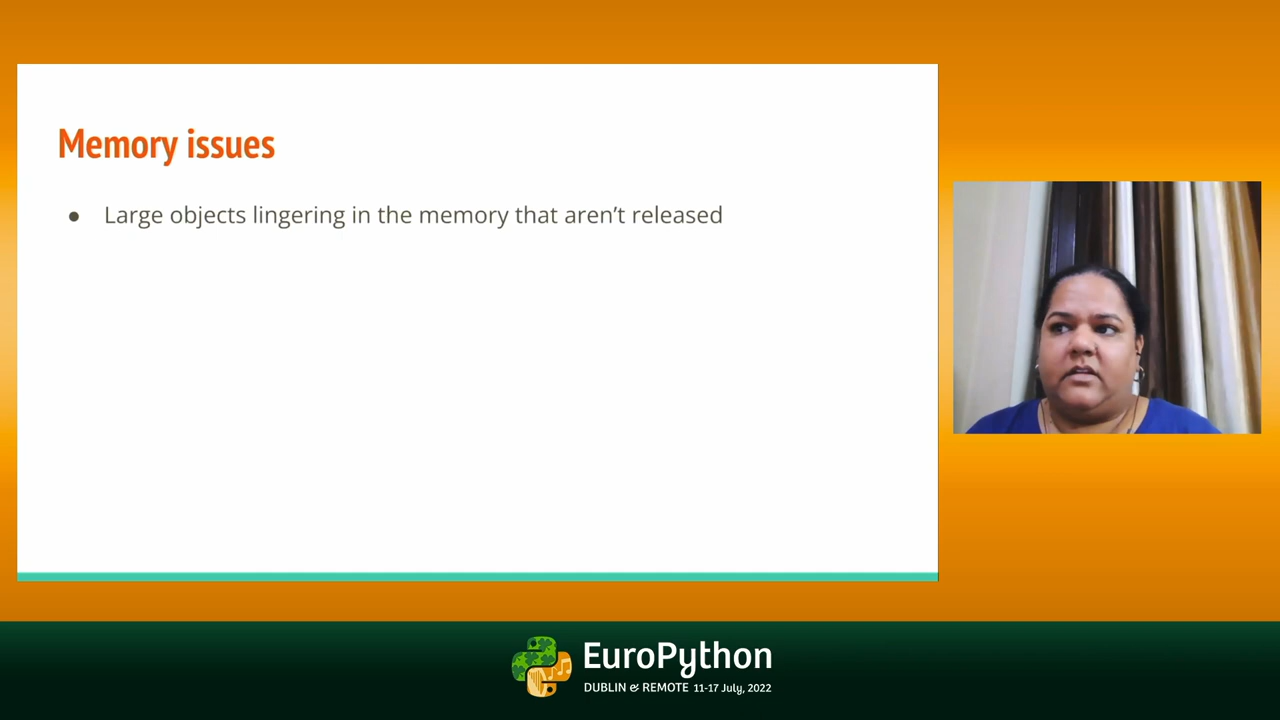 Memory issues
● Large objects lingering in the memory that aren’t released
EuroPython
DUBLIN & REMOTE 11-17 July, 2022